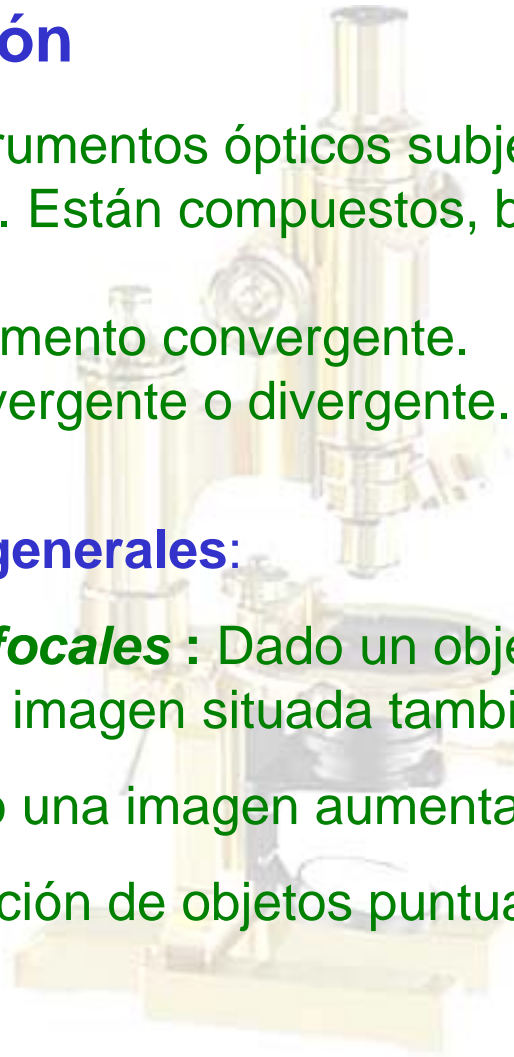 ón
rumentos ópticos subje
. Están compuestos, b
mento convergente.
vergente o divergente.
generales:
focales : Dado un obje
imagen situada tambi
o una imagen aumenta
ción de objetos puntua